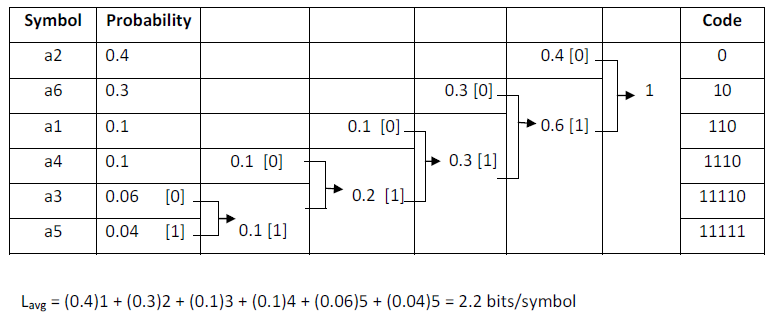 Symbol Probability Code
a2 0.4 0.4 [0] 0
a6 0.3 0.3 [0] 1 10
a1 0.1 0.1 [0] 0.6 [1] 110
a4 0.1 0.1 [0] 0.3 [1] 1110
a3 0.06 [0] 0.2 [1] 11110
a5 0.04 [1] 0.1 [1] 11111
Lavg = (0.4)1 + (0.3)2 + (0.1)3 + (0.1)4 + (0.06)5 + (0.04)5 = 2.2 bits/symbol